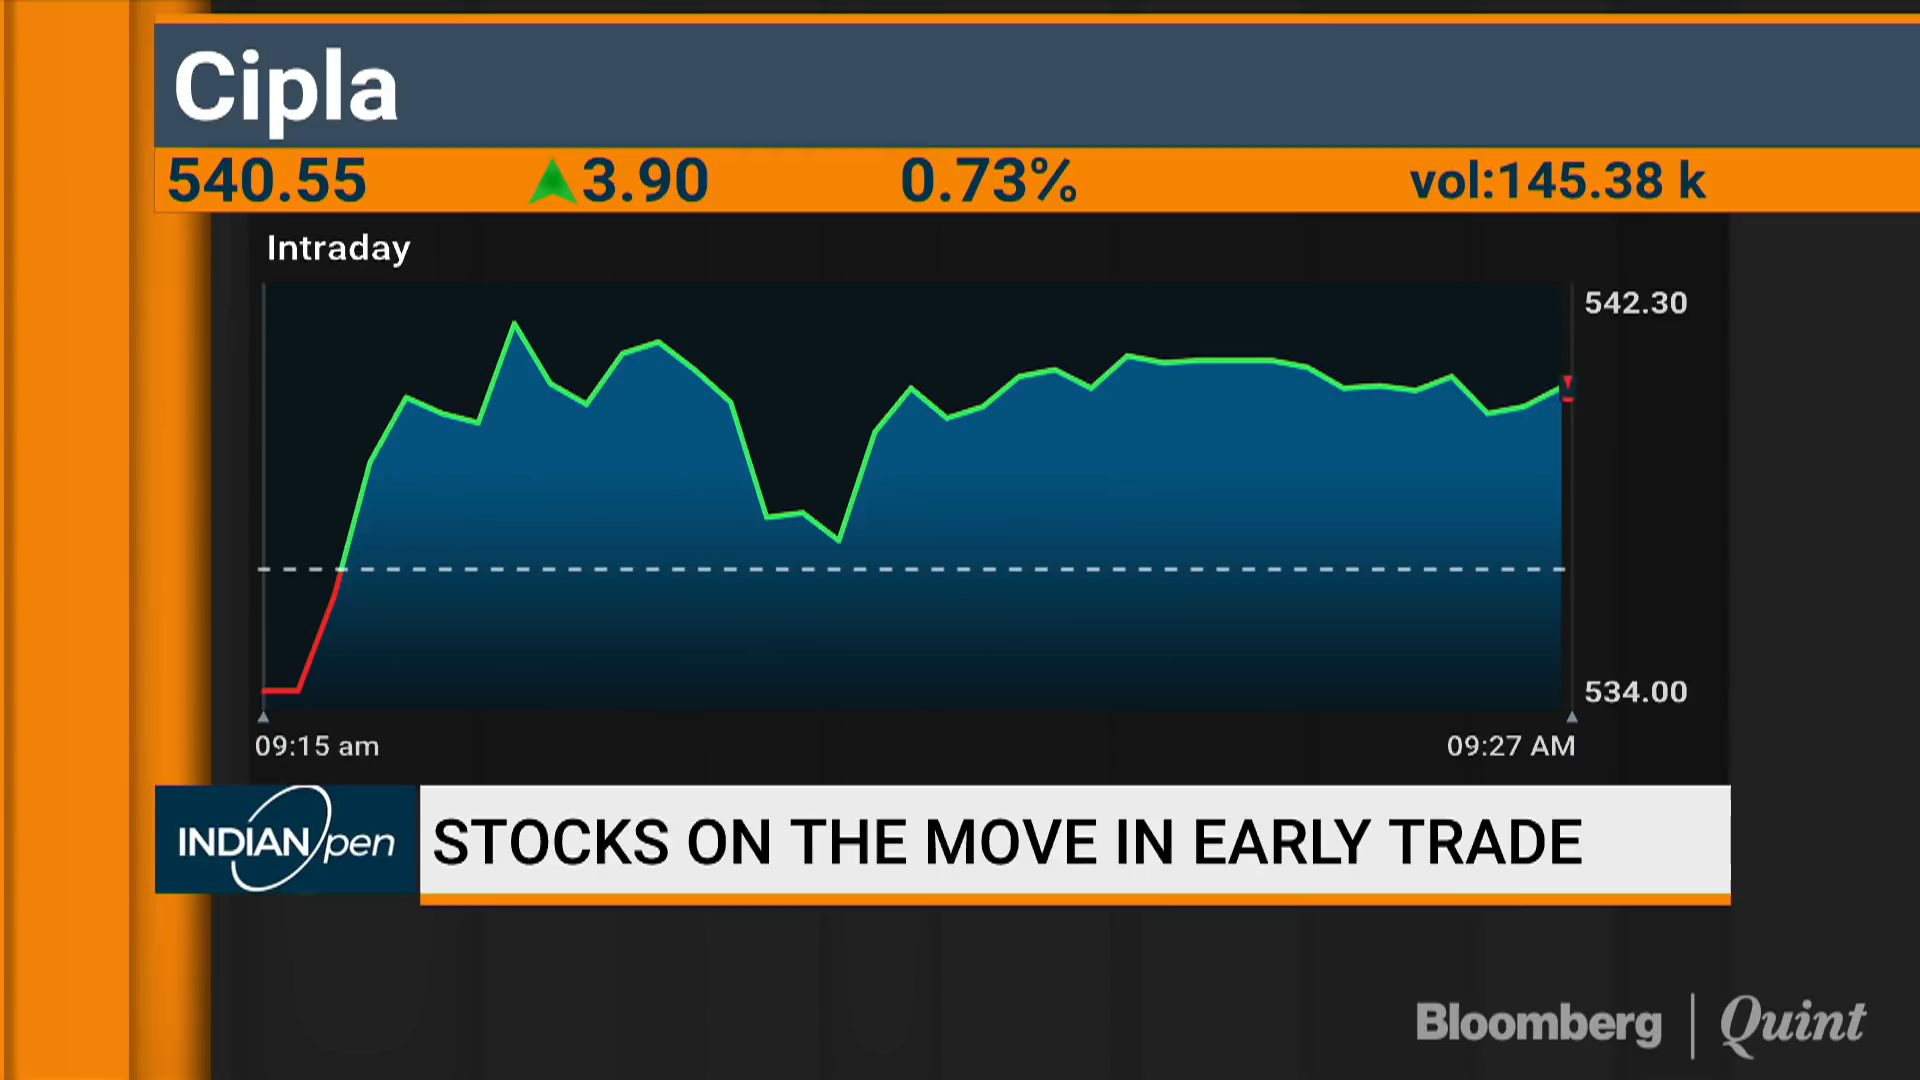 Cipla
540.55 ▲3.90 0.73% vol:145.38 k
Intraday
542.30
534.00
09:15 am 09:27 AM
INDIAN Open STOCKS ON THE MOVE IN EARLY TRADE
Bloomberg | Quint